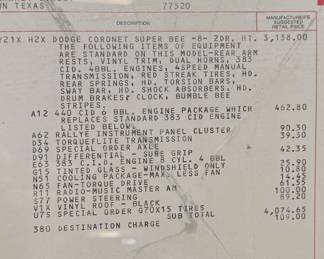 UN TEXAS 77520
DESCRIPTION
MANUFACTURER'S SUGGESTED RETAIL PRICE
21X H2X DODGE CORONET SUPER BEE -8- 2DR. HT. 3,138.00
THE FOLLOWING ITEMS OF EQUIPMENT
ARE STANDARD ON THIS MODEL-REAR ARM
RESTS, VINYL TRIM, DUAL HORNS, 383
CID. 4BBL. ENGINES, 4SPEED MANUAL
TRANSMISSION, RED STREAK TIRES, HD.
REAR SPRINGS, HD. TORSION BARS,
SWAY BAR, HD. SHOCK ABSORBERS, HD.
DRUM BRAKES, CLOCK, BUMBLE BEE
STRIPES.
A12 440 CID 6 BBL. ENGINE PACKAGE WHICH 462.80
REPLACES STANDARD 383 CID ENGINE
LISTED BELOW.
A62 RALLYE INSTRUMENT PANEL CLUSTER 90.30
D34 TORQUEFLITE TRANSMISSION 39.30
D69 SPECIAL ORDER AXLE
D91 DIFFERENTIAL - SURE GRIP 42.35
E63 383 C.I.D. ENGINE 8 CYL. 4 BBL
G15 TINTED GLASS - WINDSHIELD ONLY 25.90
N51 COOLING PACKAGE-MAX. LESS FAN 10.80
N65 FAN-TORQUE DRIVE 14.45
R11 RADIO-MUSIC MASTER AM 61.55
S77 POWER STEERING 100.00
V1X VINYL ROOF - BLACK 89.20
U75 SPECIAL ORDER G70X15 TIRES
SUB TOTAL 4,074.65
380 DESTINATION CHARGE 109.00